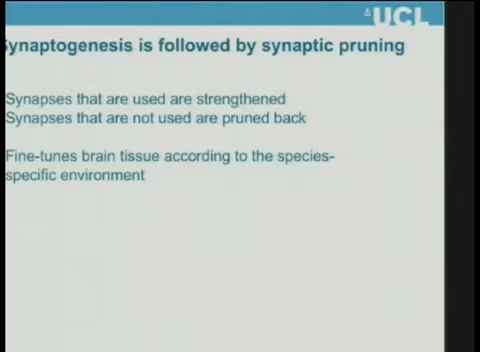 UCL
Synaptogenesis is followed by synaptic pruning
Synapses that are used are strengthened
Synapses that are not used are pruned back
Fine-tunes brain tissue according to the species-
specific environment